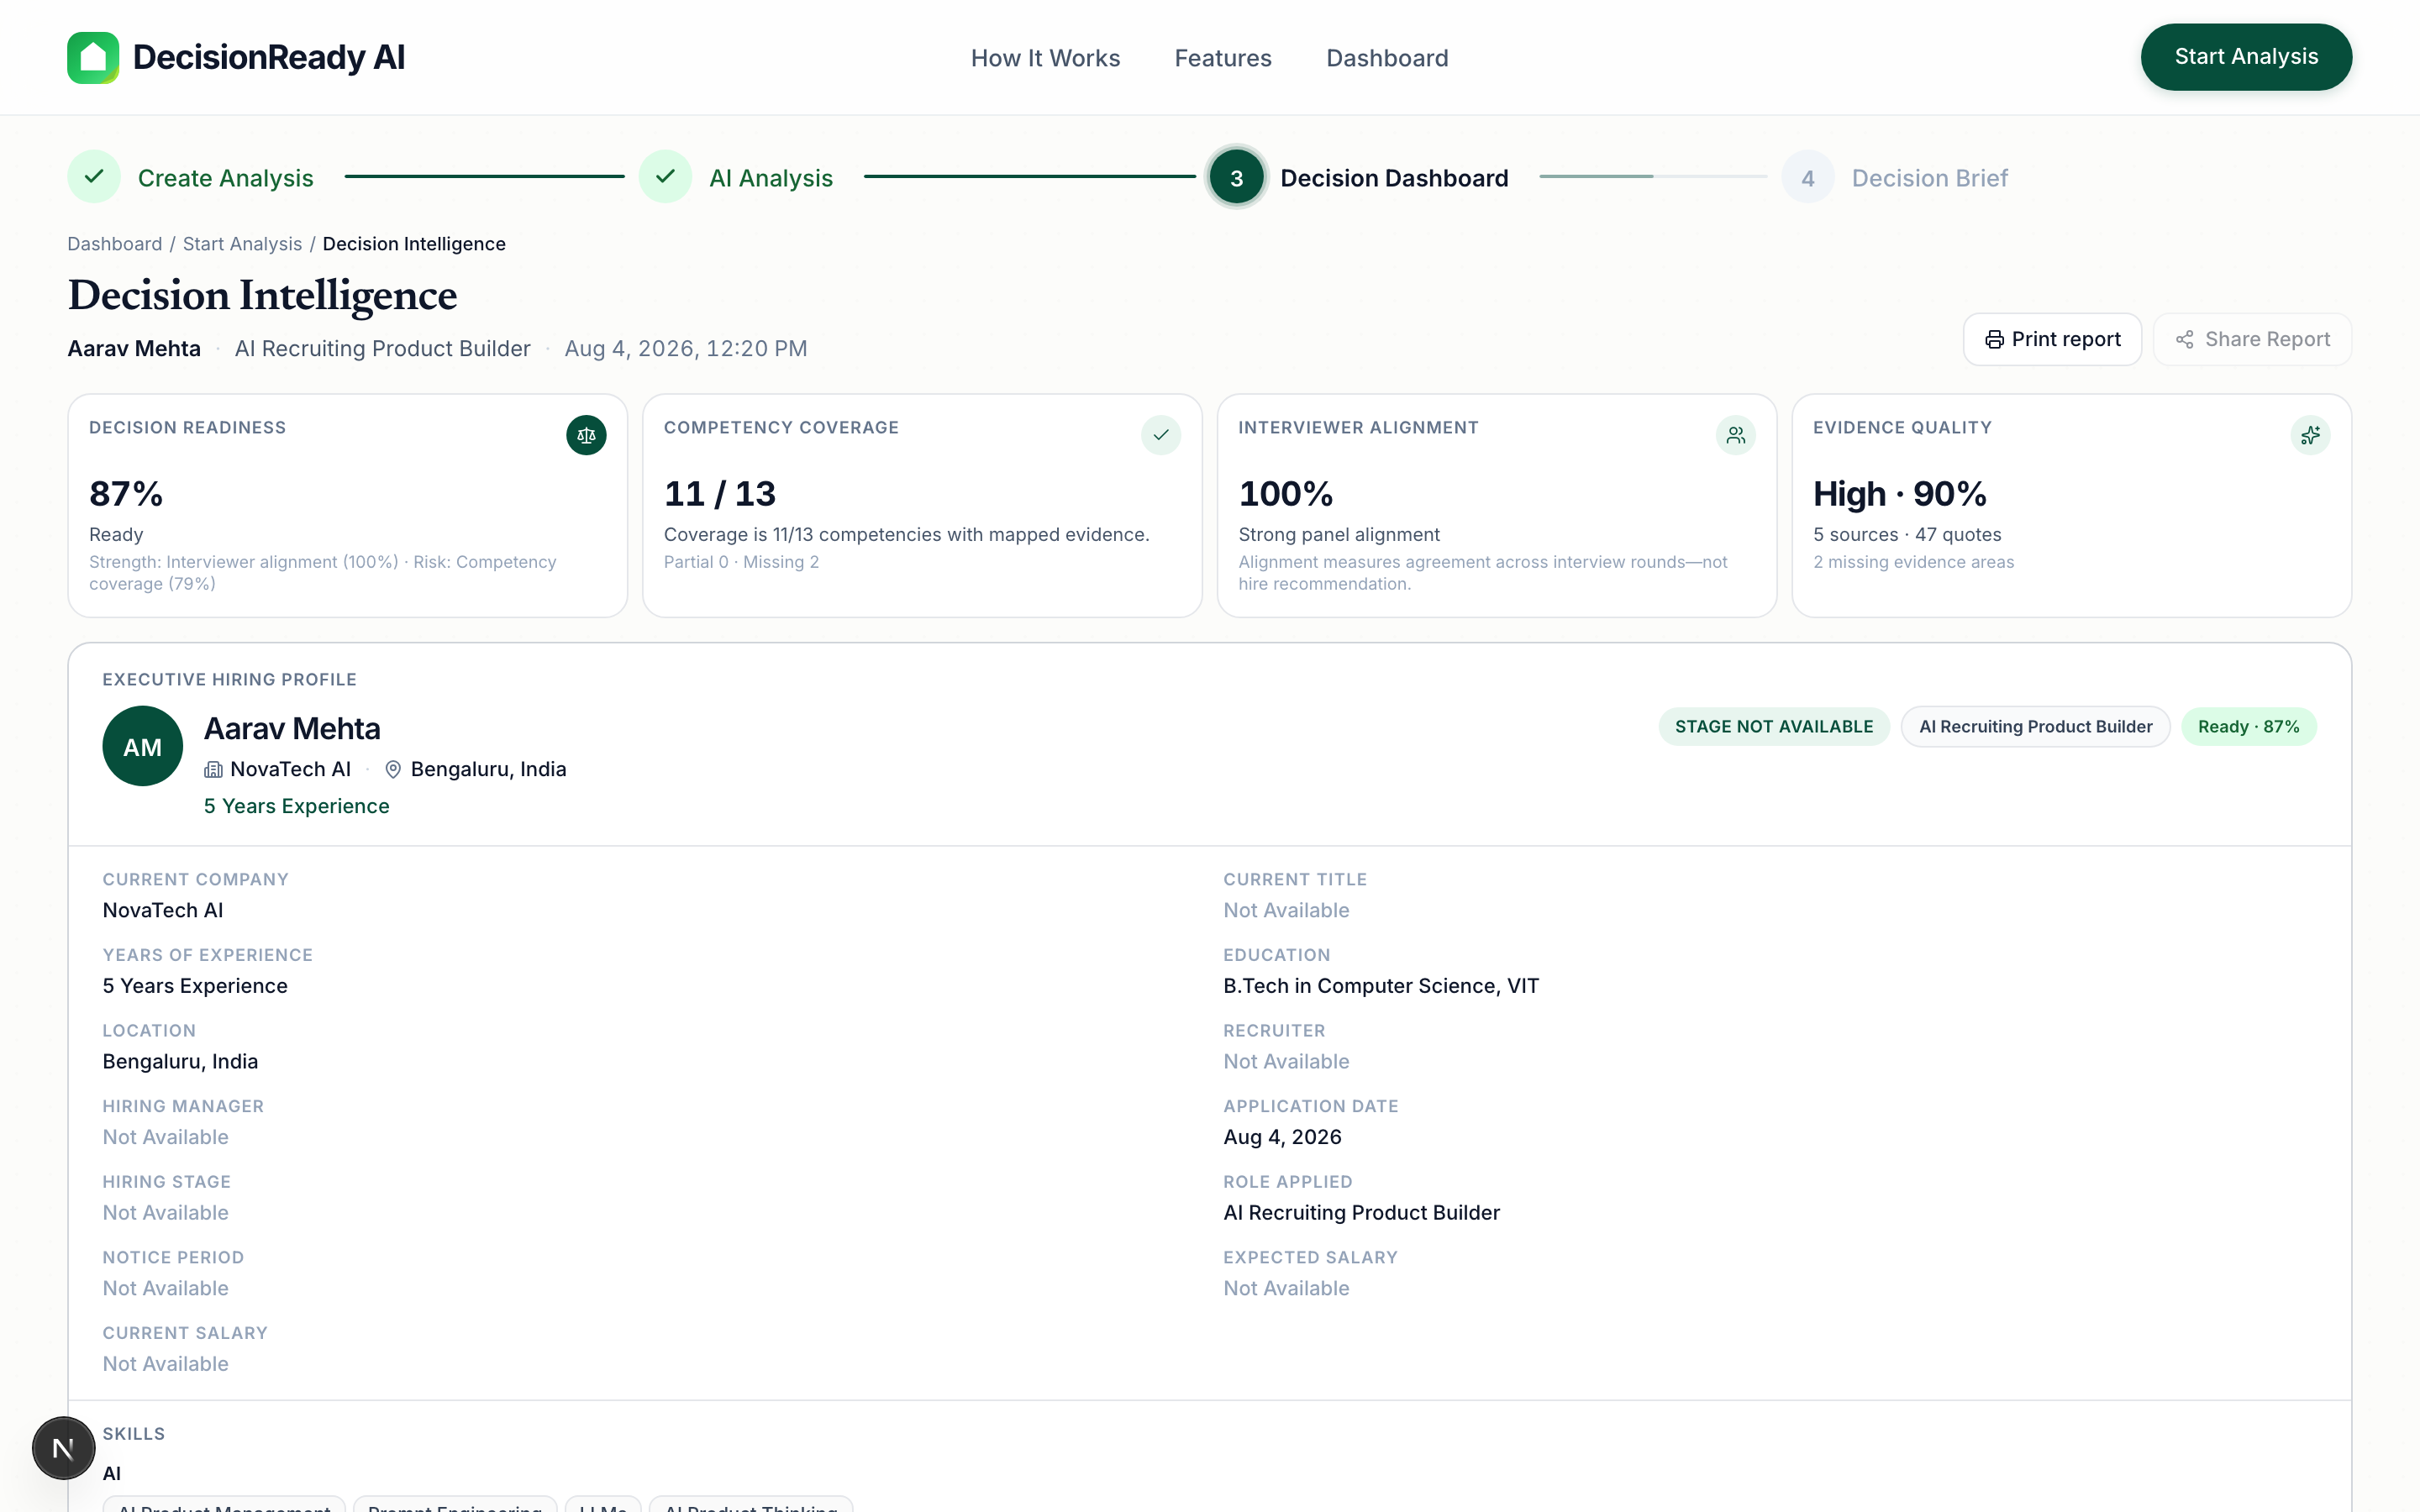 DecisionReady AI
How It Works
Features
Dashboard
Start Analysis
Create Analysis
AI Analysis
3
Decision Dashboard
4
Decision Brief
Dashboard / Start Analysis / Decision Intelligence
Decision Intelligence
Aarav Mehta · AI Recruiting Product Builder · Aug 4, 2026, 12:20 PM
Print report
Share Report
DECISION READINESS
87%
Ready
Strength: Interviewer alignment (100%) · Risk: Competency
coverage (79%)
COMPETENCY COVERAGE
11 / 13
Coverage is 11/13 competencies with mapped evidence.
Partial 0 · Missing 2
INTERVIEWER ALIGNMENT
100%
Strong panel alignment
Alignment measures agreement across interview rounds—not
hire recommendation.
EVIDENCE QUALITY
High · 90%
5 sources · 47 quotes
2 missing evidence areas
EXECUTIVE HIRING PROFILE
AM
Aarav Mehta
NovaTech AI · Bengaluru, India
5 Years Experience
STAGE NOT AVAILABLE
AI Recruiting Product Builder
Ready · 87%
CURRENT COMPANY
NovaTech AI
CURRENT TITLE
Not Available
YEARS OF EXPERIENCE
5 Years Experience
EDUCATION
B.Tech in Computer Science, VIT
LOCATION
Bengaluru, India
RECRUITER
Not Available
HIRING MANAGER
Not Available
APPLICATION DATE
Aug 4, 2026
HIRING STAGE
Not Available
ROLE APPLIED
AI Recruiting Product Builder
NOTICE PERIOD
Not Available
EXPECTED SALARY
Not Available
CURRENT SALARY
Not Available
N
SKILLS
AI
AI Product Management
Prompt Engineering
LLMs
AI Product Thinking